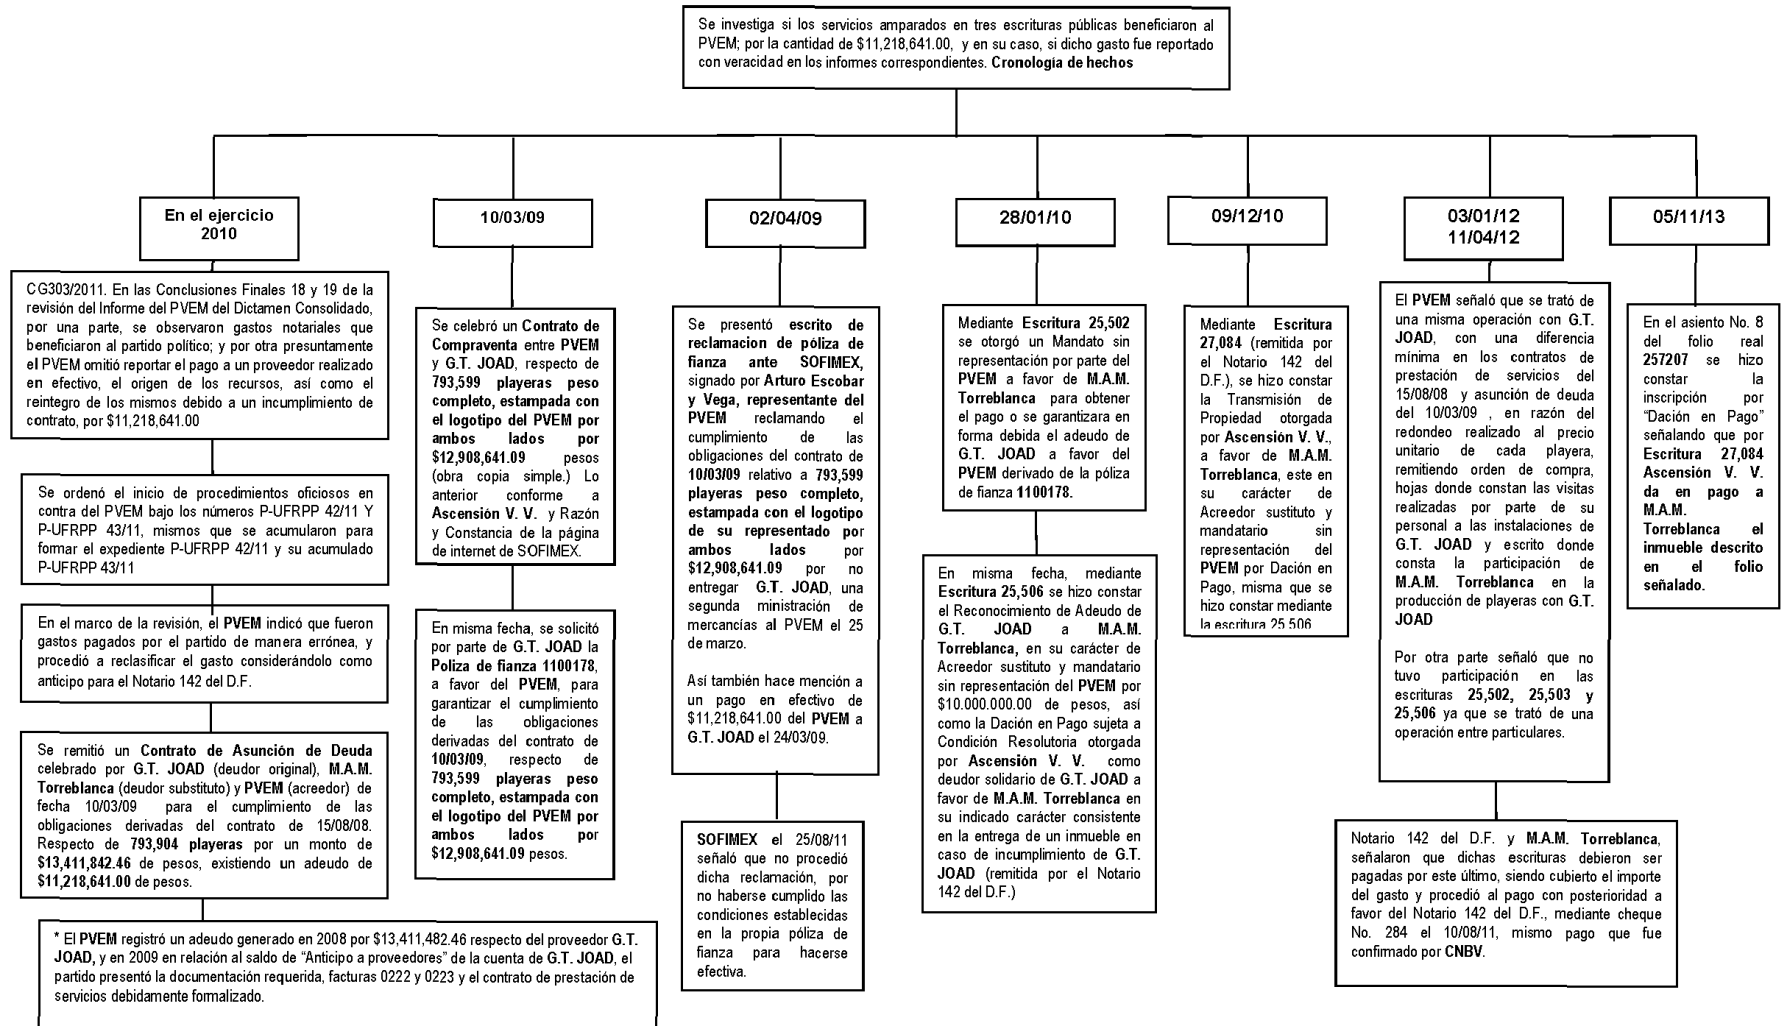 Se investiga si los servicios amparados en tres escrituras públicas beneficiaron al
PVEM; por la cantidad de $11,218,641.00, y en su caso, si dicho gasto fue reportado
con veracidad en los informes correspondientes. Cronología de hechos
En el ejercicio
2010
CG303/2011. En las Conclusiones Finales 18 y 19 de la
revisión del Informe del PVEM del Dictamen Consolidado,
por una parte, se observaron gastos notariales que
beneficiaron al partido político; y por otra presuntamente
el PVEM omitió reportar el pago a un proveedor realizado
en efectivo, el origen de los recursos, así como el
reintegro de los mismos debido a un incumplimiento de
contrato, por $11,218,641.00
Se ordenó el inicio de procedimientos oficiosos en
contra del PVEM bajo los números P-UFRPP 42/11 Y
P-UFRPP 43/11, mismos que se acumularon para
formar el expediente P-UFRPP 42/11 y su acumulado
P-UFRPP 43/11
En el marco de la revisión, el PVEM indicó que fueron
gastos pagados por el partido de manera errónea, y
procedió a reclasificar el gasto considerándolo como
anticipo para el Notario 142 del D.F.
Se remitió un Contrato de Asunción de Deuda
celebrado por G.T. JOAD (deudor original), M.A.M.
Torreblanca (deudor substituto) y PVEM (acreedor) de
fecha 10/03/09 para el cumplimiento de las
obligaciones derivadas del contrato de 15/08/08.
Respecto de 793,904 playeras por un monto de
$13,411,842.46 de pesos, existiendo un adeudo de
$11,218,641.00 de pesos.
* El PVEM registró un adeudo generado en 2008 por $13,411,482.46 respecto del proveedor G.T.
JOAD, y en 2009 en relación al saldo de "Anticipo a proveedores" de la cuenta de G.T. JOAD, el
partido presentó la documentación requerida, facturas 0222 y 0223 y el contrato de prestación de
servicios debidamente formalizado.
10/03/09
Se celebró un Contrato de
Compraventa entre PVEM
y G.T. JOAD, respecto de
793,599 playeras peso
completo, estampada con
el logotipo del PVEM por
ambos lados por
$12,908,641.09 pesos
(obra copia simple.) Lo
anterior conforme a
Ascensión V. V. y Razón
y Constancia de la página
de internet de SOFIMEX.
En misma fecha, se solicitó
por parte de G.T. JOAD la
Poliza de fianza 1100178,
a favor del PVEM, para
garantizar el cumplimiento
de las obligaciones
derivadas del contrato de
10/03/09, respecto de
793,599 playeras peso
completo, estampada con
el logotipo del PVEM por
ambos lados por
$12,908,641.09 pesos.
02/04/09
Se presentó escrito de
reclamacion de póliza de
fianza ante SOFIMEX,
signado por Arturo Escobar
y Vega, representante del
PVEM reclamando el
cumplimiento de las
obligaciones del contrato de
10/03/09 relativo a 793,599
playeras peso completo,
estampada con el logotipo
de su representado por
ambos lados por
$12,908,641.09 por no
entregar G.T. JOAD, una
segunda ministración de
mercancías al PVEM el 25
de marzo.
Así también hace mención a
un pago en efectivo de
$11,218,641.00 del PVEM a
G.T. JOAD el 24/03/09.
SOFIMEX el 25/08/11
señaló que no procedió
dicha reclamación, por
no haberse cumplido las
condiciones establecidas
en la propia póliza de
fianza para hacerse
efectiva.
28/01/10
Mediante Escritura 25,502
se otorgó un Mandato sin
representación por parte del
PVEM a favor de M.A.M.
Torreblanca para obtener
el pago o se garantizara en
forma debida el adeudo de
G.T. JOAD a favor del
PVEM derivado de la póliza
de fianza 1100178.
En misma fecha, mediante
Escritura 25,506 se hizo constar
el Reconocimiento de Adeudo de
G.T. JOAD a M.A.M.
Torreblanca, en su carácter de
Acreedor sustituto y mandatario
sin representación del PVEM por
$10.000.000.00 de pesos, así
como la Dación en Pago sujeta a
Condición Resolutoria otorgada
por Ascensión V. V. como
deudor solidario de G.T. JOAD a
favor de M.A.M. Torreblanca en
su indicado carácter consistente
en la entrega de un inmueble en
caso de incumplimiento de G.T.
JOAD (remitida por el Notario
142 del D.F.)
09/12/10
Mediante Escritura
27,084 (remitida por
el Notario 142 del
D.F.), se hizo constar
la Transmisión de
Propiedad otorgada
por Ascensión V. V.,
a favor de M.A.M.
Torreblanca, este en
su carácter de
Acreedor sustituto y
mandatario sin
representación del
PVEM por Dación en
Pago, misma que se
hizo constar mediante
la escritura 25 506
03/01/12
11/04/12
El PVEM señaló que se trató de
una misma operación con G.T.
JOAD, con una diferencia
mínima en los contratos de
prestación de servicios del
15/08/08 y asunción de deuda
del 10/03/09 , en razón del
redondeo realizado al precio
unitario de cada playera,
remitiendo orden de compra,
hojas donde constan las visitas
realizadas por parte de su
personal a las instalaciones de
G.T. JOAD y escrito donde
consta la participación de
M.A.M. Torreblanca en la
producción de playeras con G.T.
JOAD
Por otra parte señaló que no
tuvo participación en las
escrituras 25,502, 25,503 y
25,506 ya que se trató de una
operación entre particulares.
Notario 142 del D.F. y M.A.M. Torreblanca,
señalaron que dichas escrituras debieron ser
pagadas por este último, siendo cubierto el importe
del gasto y procedió al pago con posterioridad a
favor del Notario 142 del D.F., mediante cheque
No. 284 el 10/08/11, mismo pago que fue
confirmado por CNBV.
05/11/13
En el asiento No. 8
del folio real
257207 se hizo
constar la
inscripción por
"Dación en Pago"
señalando que por
Escritura 27,084
Ascensión V. V.
da en pago a
M.A.M.
Torreblanca el
inmueble descrito
en el folio
señalado.